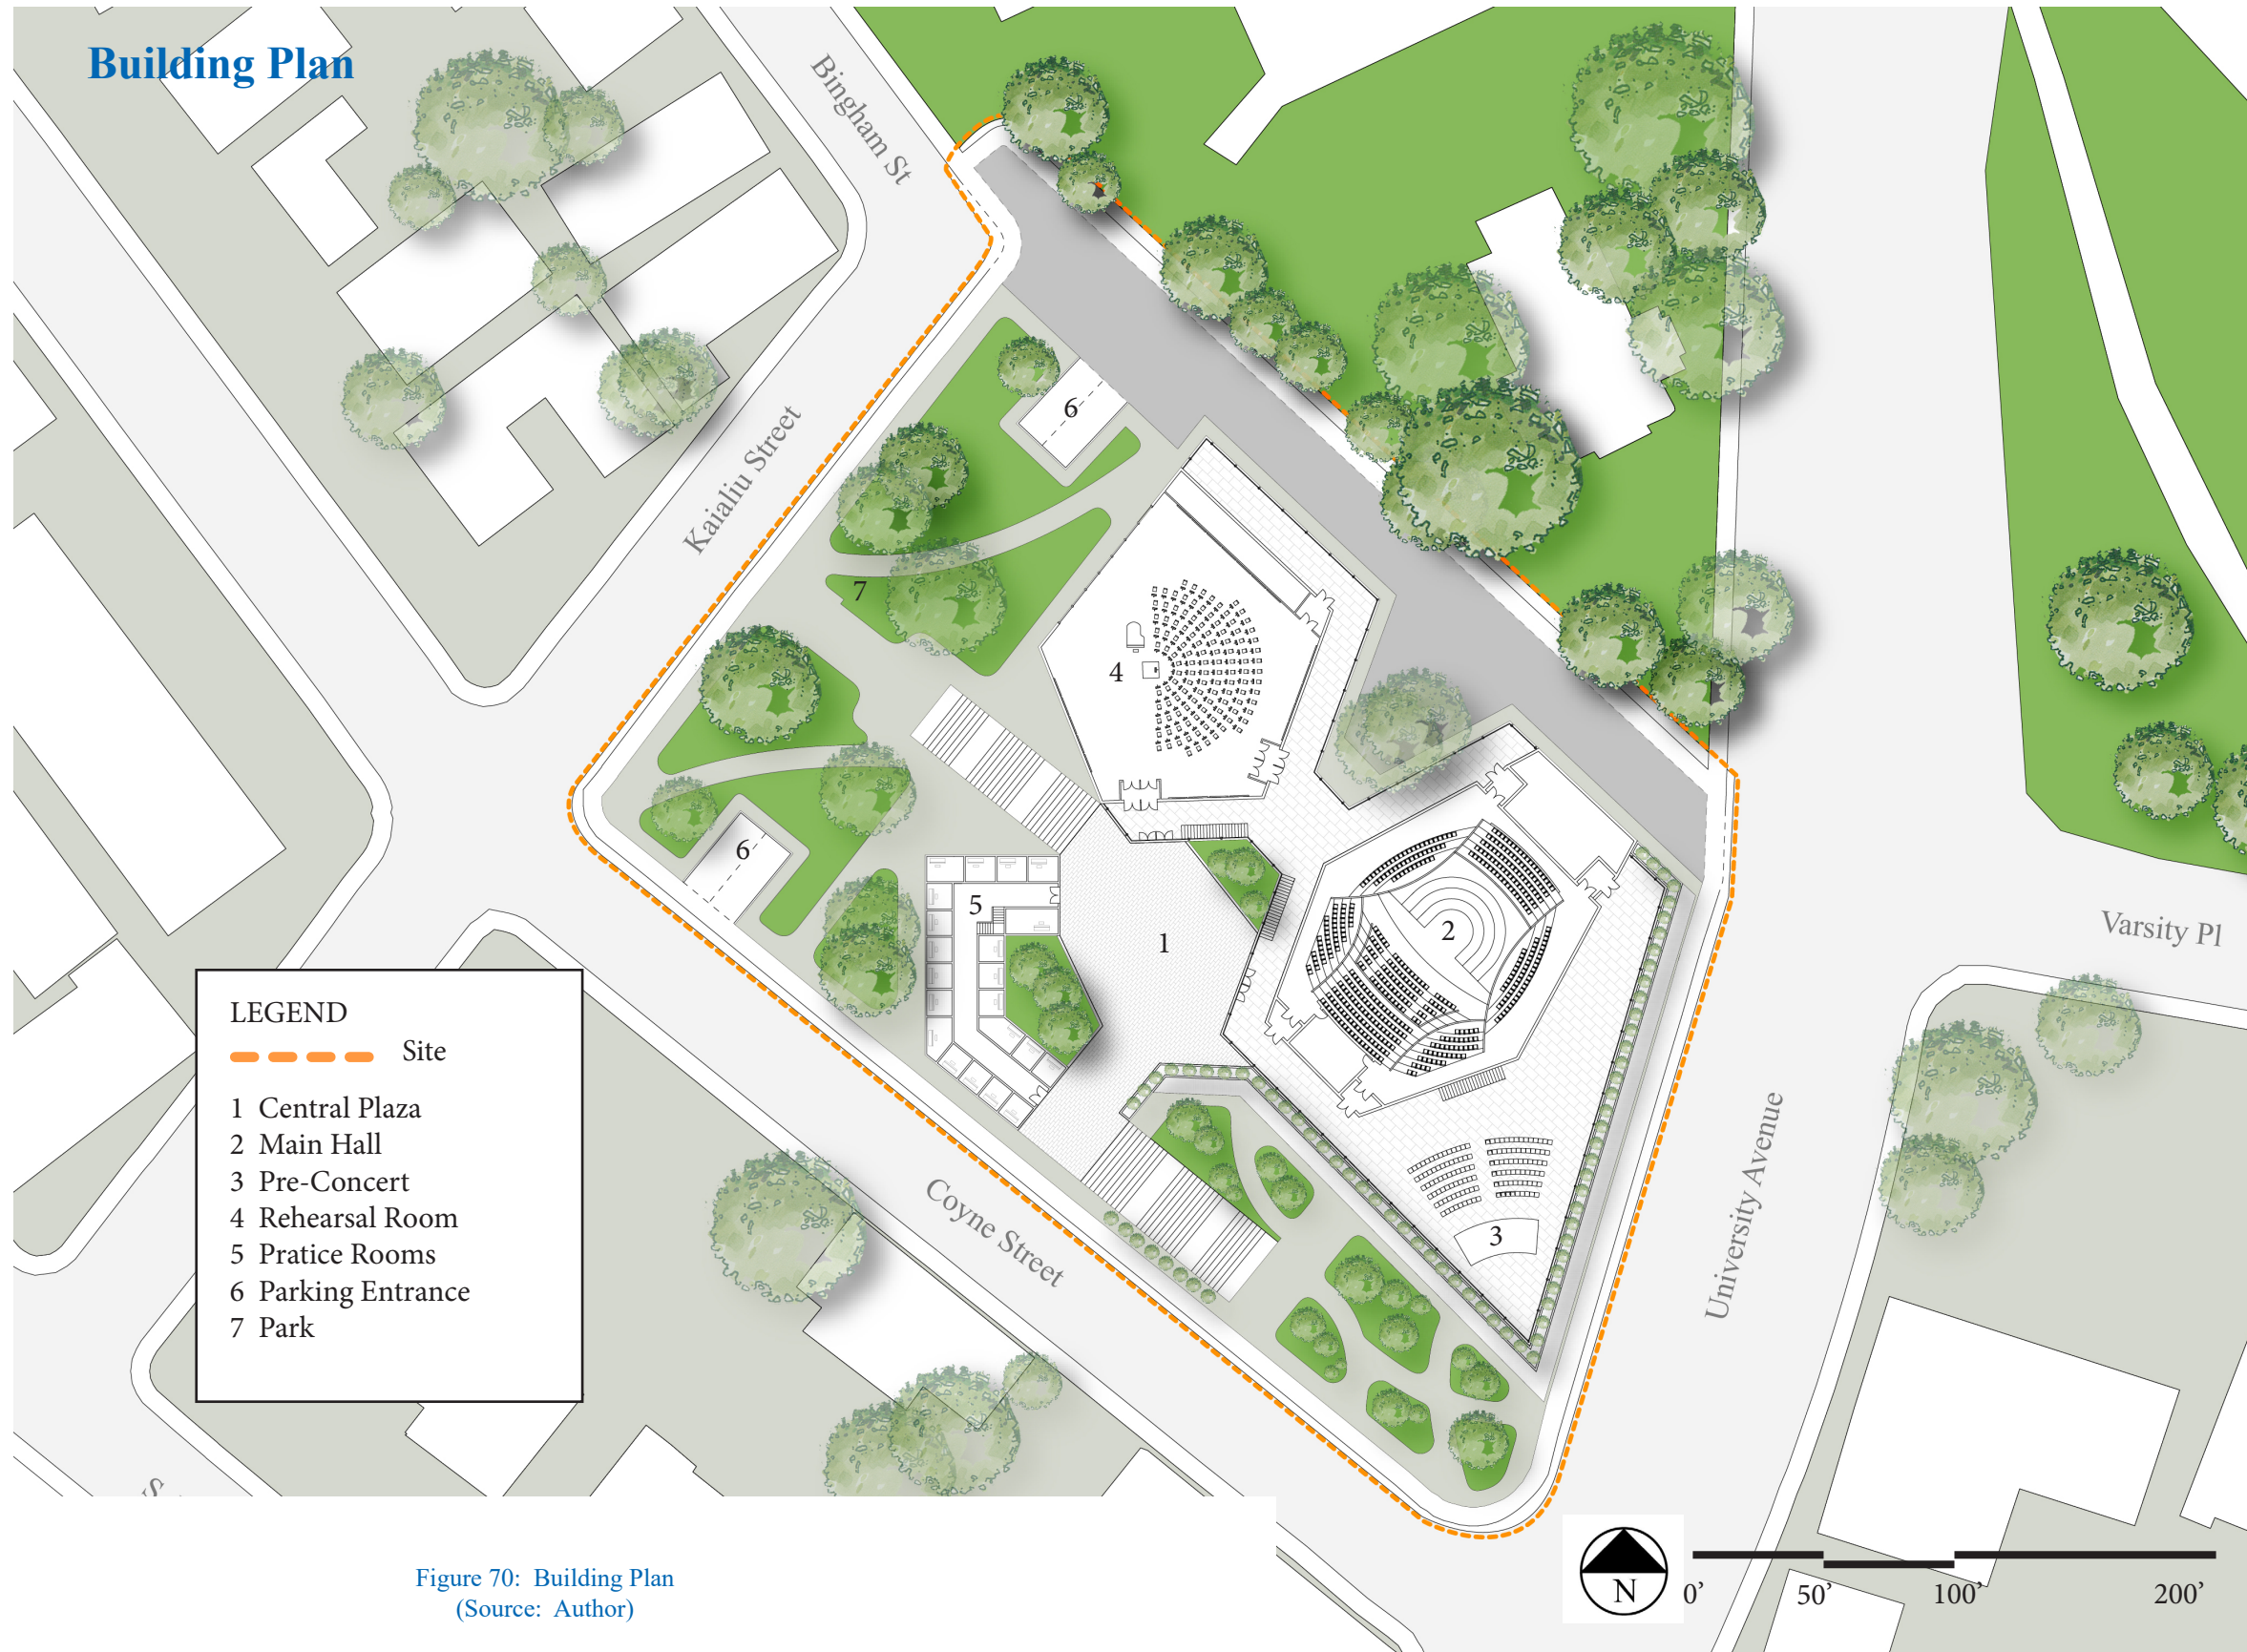 Building Plan
Bingham St
Kaialiu Street
6
7
4
6
5
1
2
Varsity Pl
3
Coyne Street
University Avenue
LEGEND
Site
1 Central Plaza
2 Main Hall
3 Pre-Concert
4 Rehearsal Room
5 Pratice Rooms
6 Parking Entrance
7 Park
Figure 70: Building Plan
(Source: Author)
N
0’ 50’ 100’ 200’